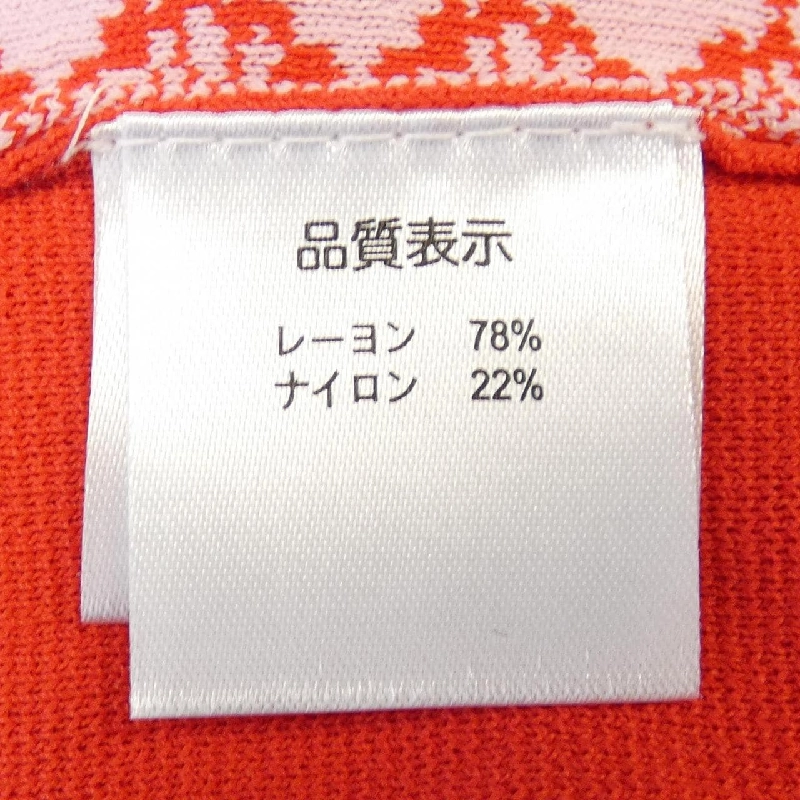 品質表示
レーヨン 78%
ナイロン 22%